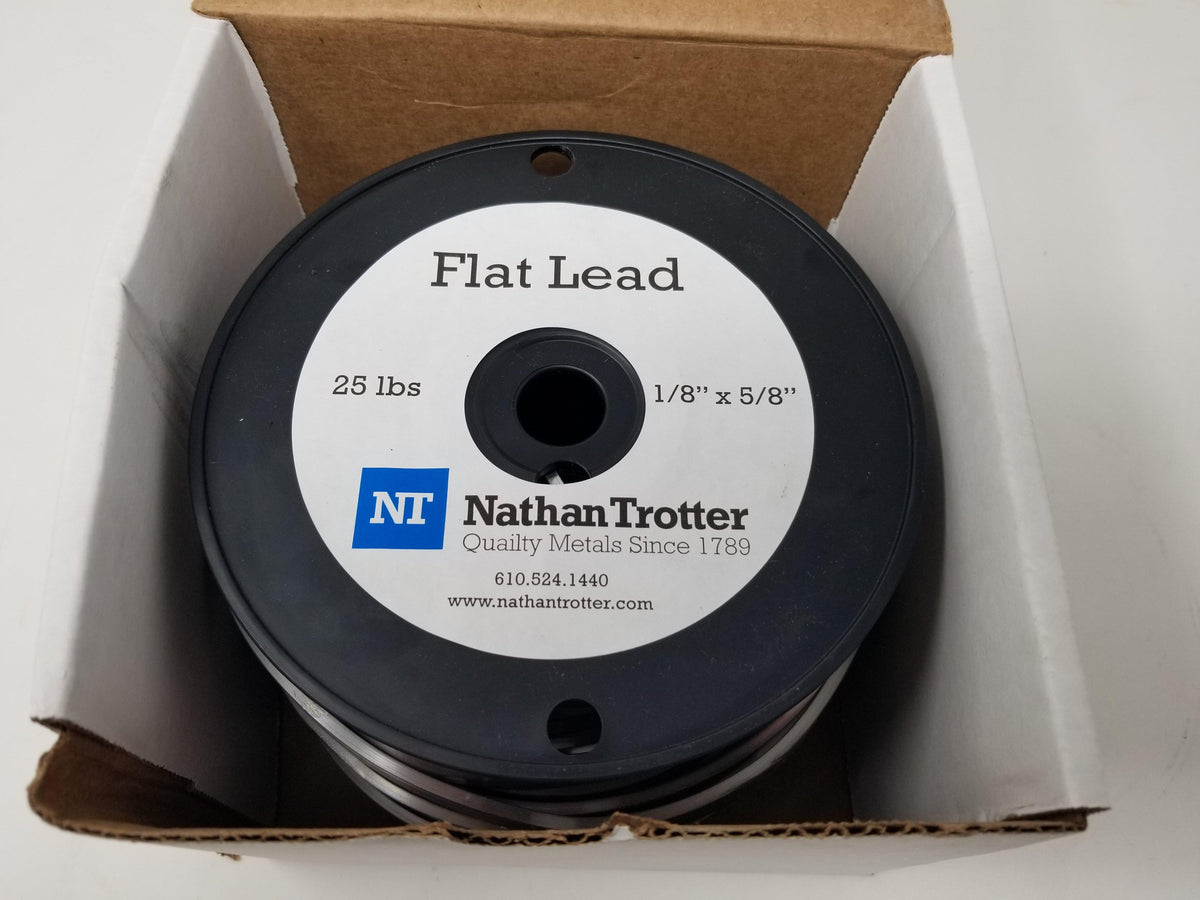 Flat Lead
25 lbs
1/8” x 5/8”
NT
NathanTrotter
Quailty Metals Since 1789
610.524.1440
www.nathantrotter.com